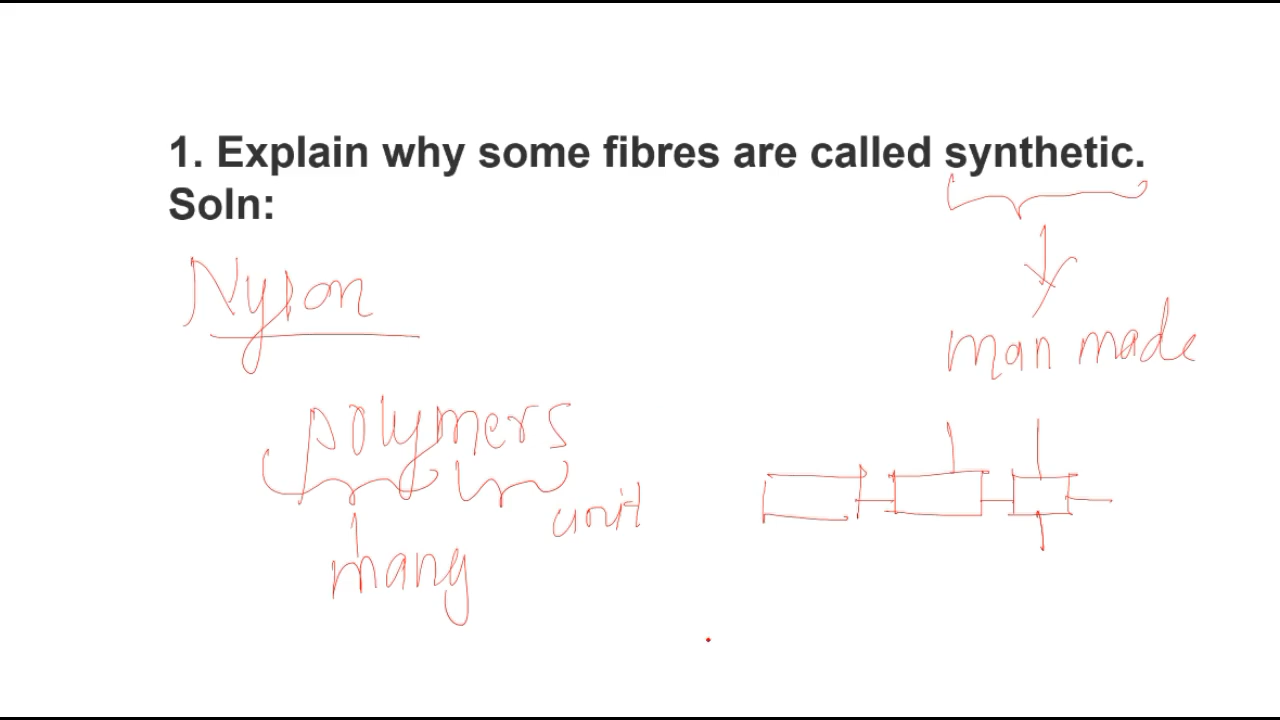 1. Explain why some fibres are called synthetic.
Soln:
Nylon
man made
polymers
unit
many